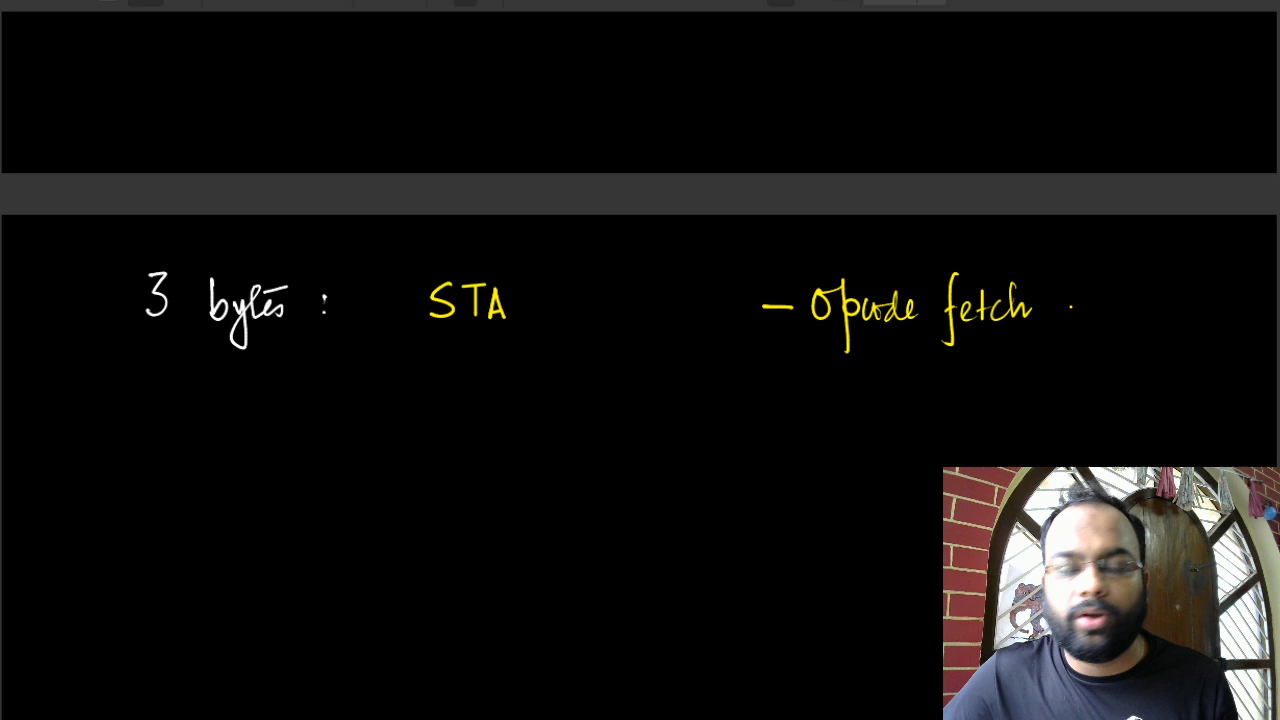 3 bytes : STA - Opcode fetch .